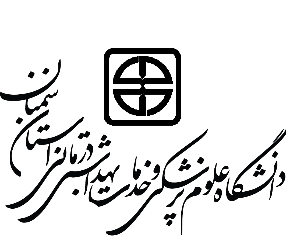 دانشگاه علوم پزشکی و خدمات بهداشتی درمانی استان سمنان